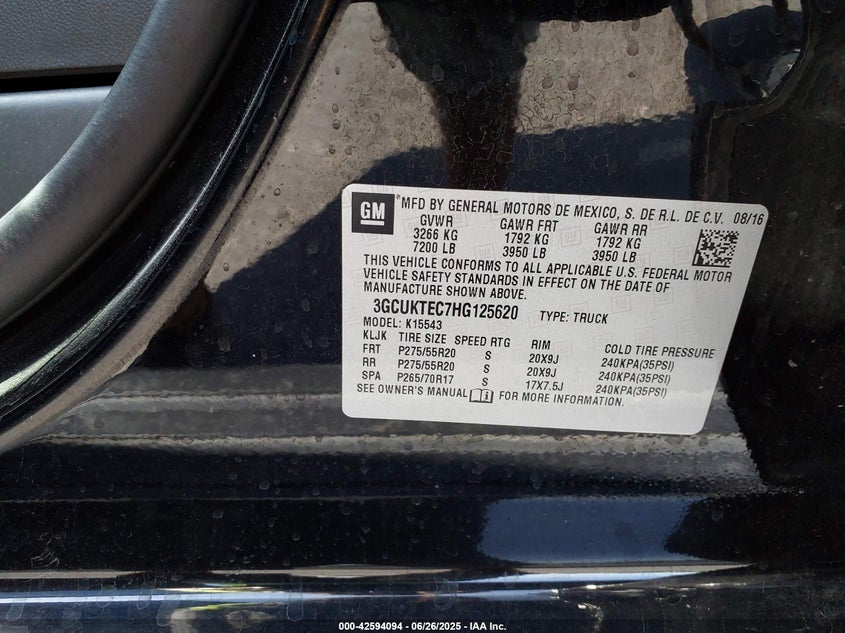 GM
*MFD BY GENERAL MOTORS DE MEXICO, S. DE R.L. DE C.V. 08/16
GVWR GAWR FRT GAWR RR
3266 KG 1792 KG 1792 KG
7200 LB 3950 LB 3950 LB
THIS VEHICLE CONFORMS TO ALL APPLICABLE U.S. FEDERAL MOTOR
VEHICLE SAFETY STANDARDS IN EFFECT ON THE DATE OF
MANUFACTURE SHOWN ABOVE.
3GCUKTEC7HG125620 TYPE: TRUCK
MODEL: K15543
KLJK TIRE SIZE SPEED RTG RIM COLD TIRE PRESSURE
FRT P275/55R20 S 20X9J 240KPA(35PSI)
RR P275/55R20 S 20X9J 240KPA(35PSI)
SPA P265/70R17 S 17X7.5J 240KPA(35PSI)
SEE OWNER'S MANUAL FOR MORE INFORMATION.
000-42594094 - 06/26/2025 - IAA Inc.